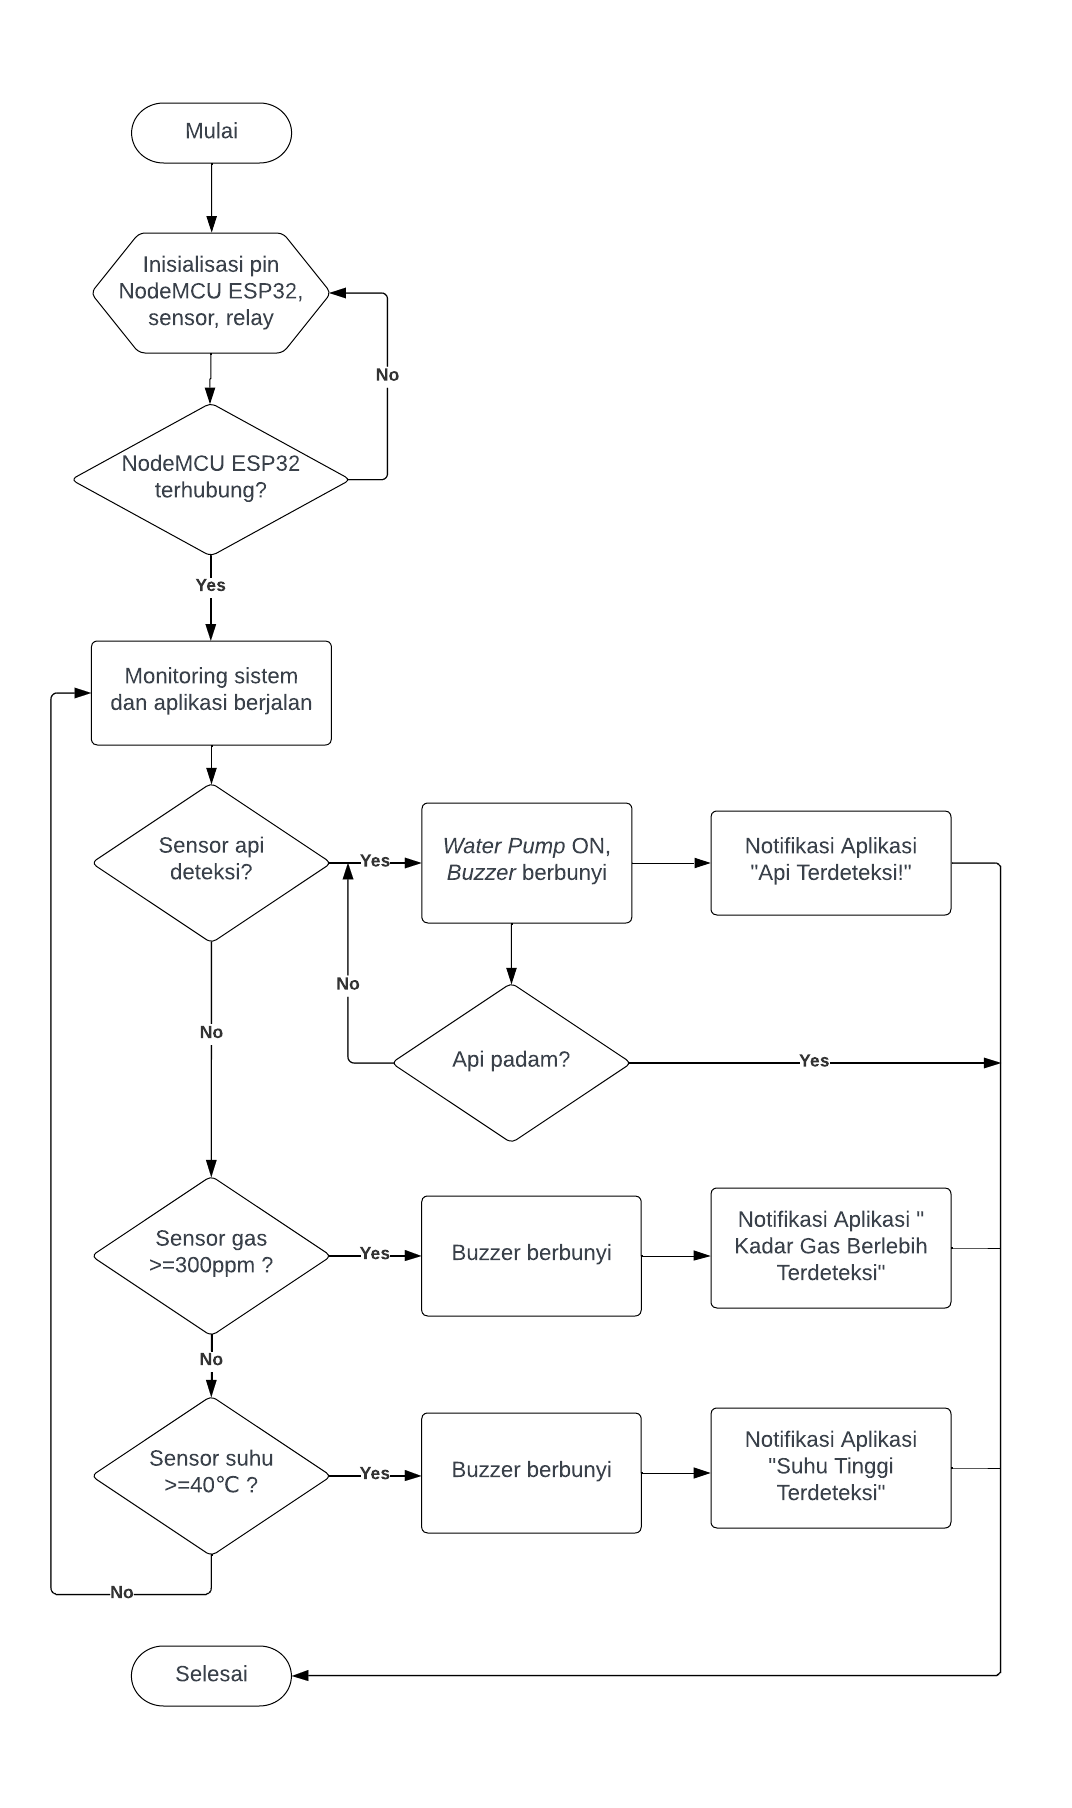 Mulai
Inisialisasi pin
NodeMCU ESP32,
sensor, relay
No
NodeMCU ESP32
terhubung?
Yes
Monitoring sistem
dan aplikasi berjalan
Sensor api
deteksi?
Yes
Water Pump ON,
Buzzer berbunyi
Notifikasi Aplikasi
"Api Terdeteksi!"
No
No
Api padam?
Yes
Sensor gas
>=300ppm ?
Yes
Buzzer berbunyi
Notifikasi Aplikasi "
Kadar Gas Berlebih
Terdeteksi"
No
Sensor suhu
>=40℃ ?
Yes
Buzzer berbunyi
Notifikasi Aplikasi
"Suhu Tinggi
Terdeteksi"
No
Selesai